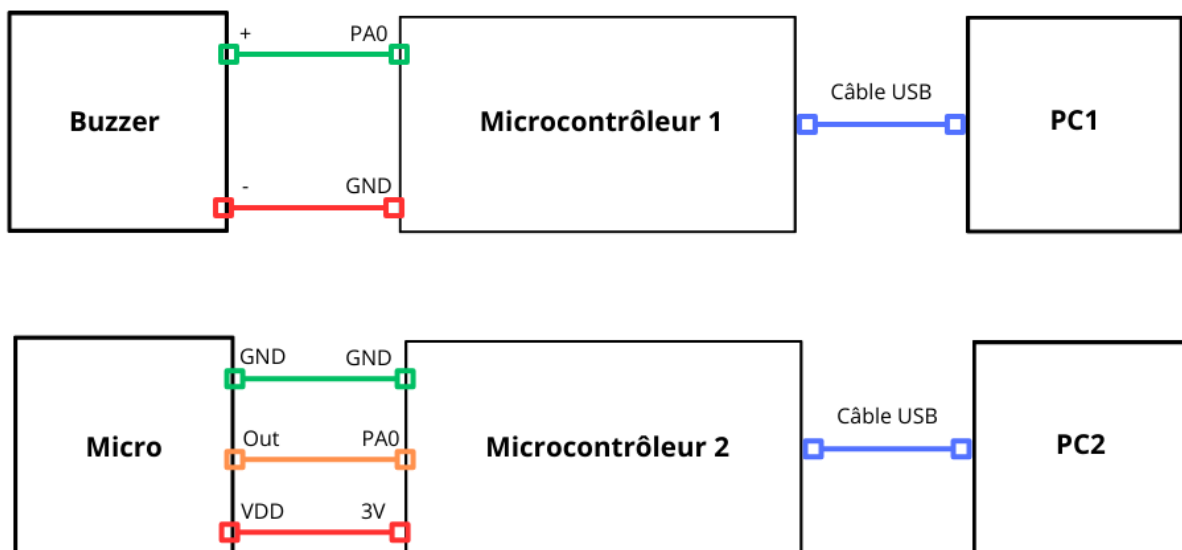 + PA0
Câble USB
Buzzer Microcontrôleur 1 PC1
- GND
GND GND
Câble USB
Out PA0
Micro Microcontrôleur 2 PC2
VDD 3V